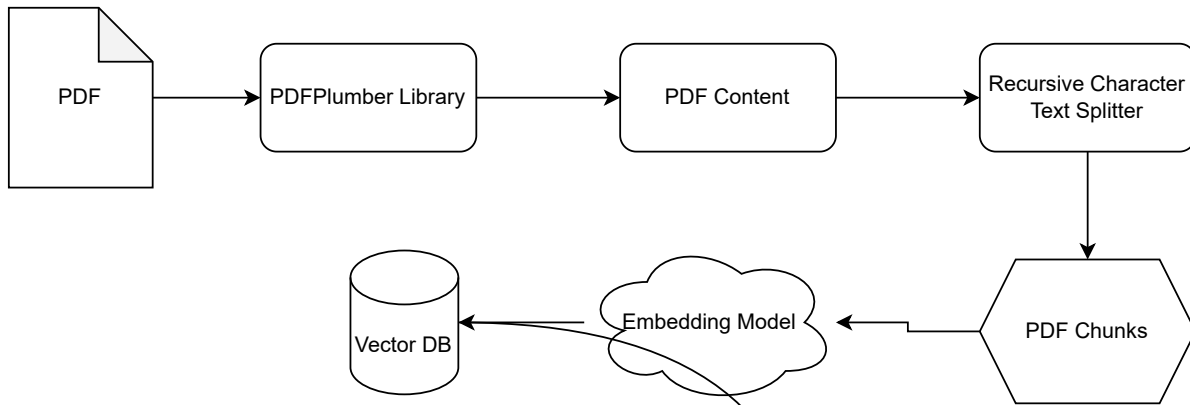 PDF
PDFPlumber Library
PDF Content
Recursive Character
Text Splitter
Vector DB
Embedding Model
PDF Chunks